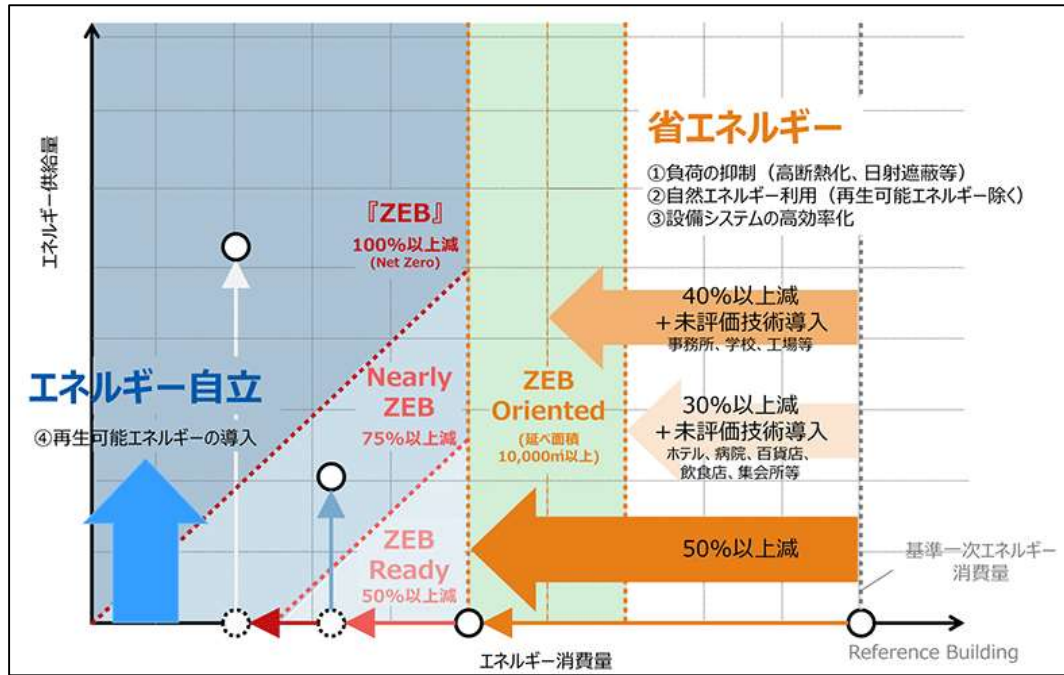 エネルギー供給量
省エネルギー
①負荷の抑制（高断熱化、日射遮蔽等）
②自然エネルギー利用（再生可能エネルギー除く）
③設備システムの高効率化
『ZEB』
100%以上減
(Net Zero)
40%以上減
＋未評価技術導入
事務所、学校、工場等
エネルギー自立
④再生可能エネルギーの導入
Nearly
ZEB
75%以上減
ZEB
Oriented
(延べ面積
10,000㎡以上)
30%以上減
＋未評価技術導入
ホテル、病院、百貨店、
飲食店、集会所等
ZEB
Ready
50%以上減
50%以上減
基準一次エネルギー
消費量
エネルギー消費量
Reference Building